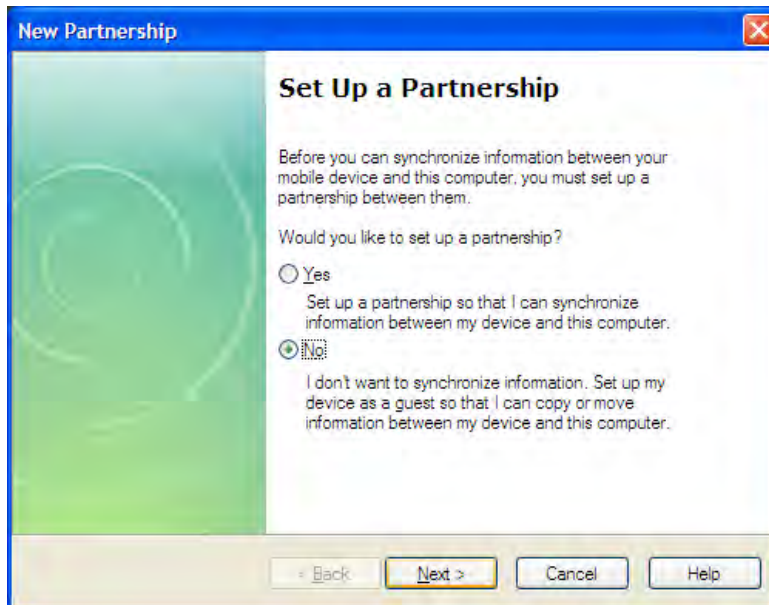 New Partnership
Set Up a Partnership
Before you can synchronize information between your
mobile device and this computer, you must set up a
partnership between them.
Would you like to set up a partnership?
Yes
Set up a partnership so that I can synchronize
information between my device and this computer.
No
I don't want to synchronize information. Set up my
device as a guest so that I can copy or move
information between my device and this computer.
< Back Next > Cancel Help